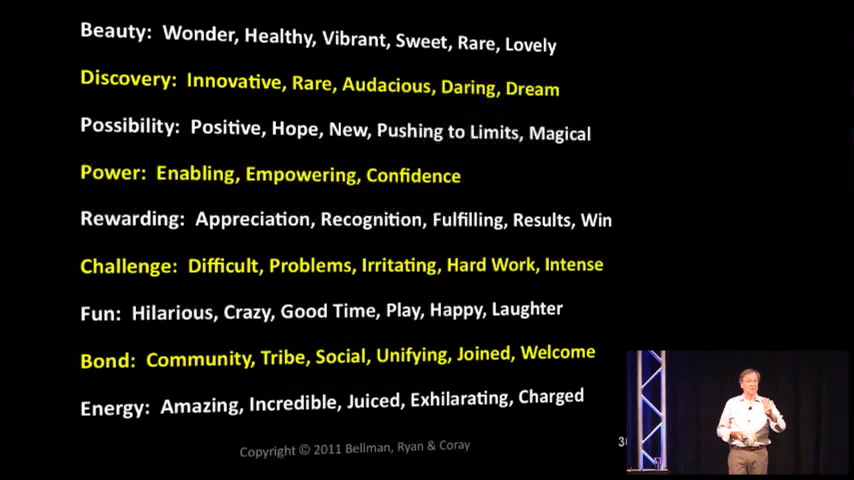 Beauty: Wonder, Healthy, Vibrant, Sweet, Rare, Lovely
Discovery: Innovative, Rare, Audacious, Daring, Dream
Possibility: Positive, Hope, New, Pushing to Limits, Magical
Power: Enabling, Empowering, Confidence
Rewarding: Appreciation, Recognition, Fulfilling, Results, Win
Challenge: Difficult, Problems, Irritating, Hard Work, Intense
Fun: Hilarious, Crazy, Good Time, Play, Happy, Laughter
Bond: Community, Tribe, Social, Unifying, Joined, Welcome
Energy: Amazing, Incredible, Juiced, Exhilarating, Charged
Copyright © 2011 Bellman, Ryan & Coray